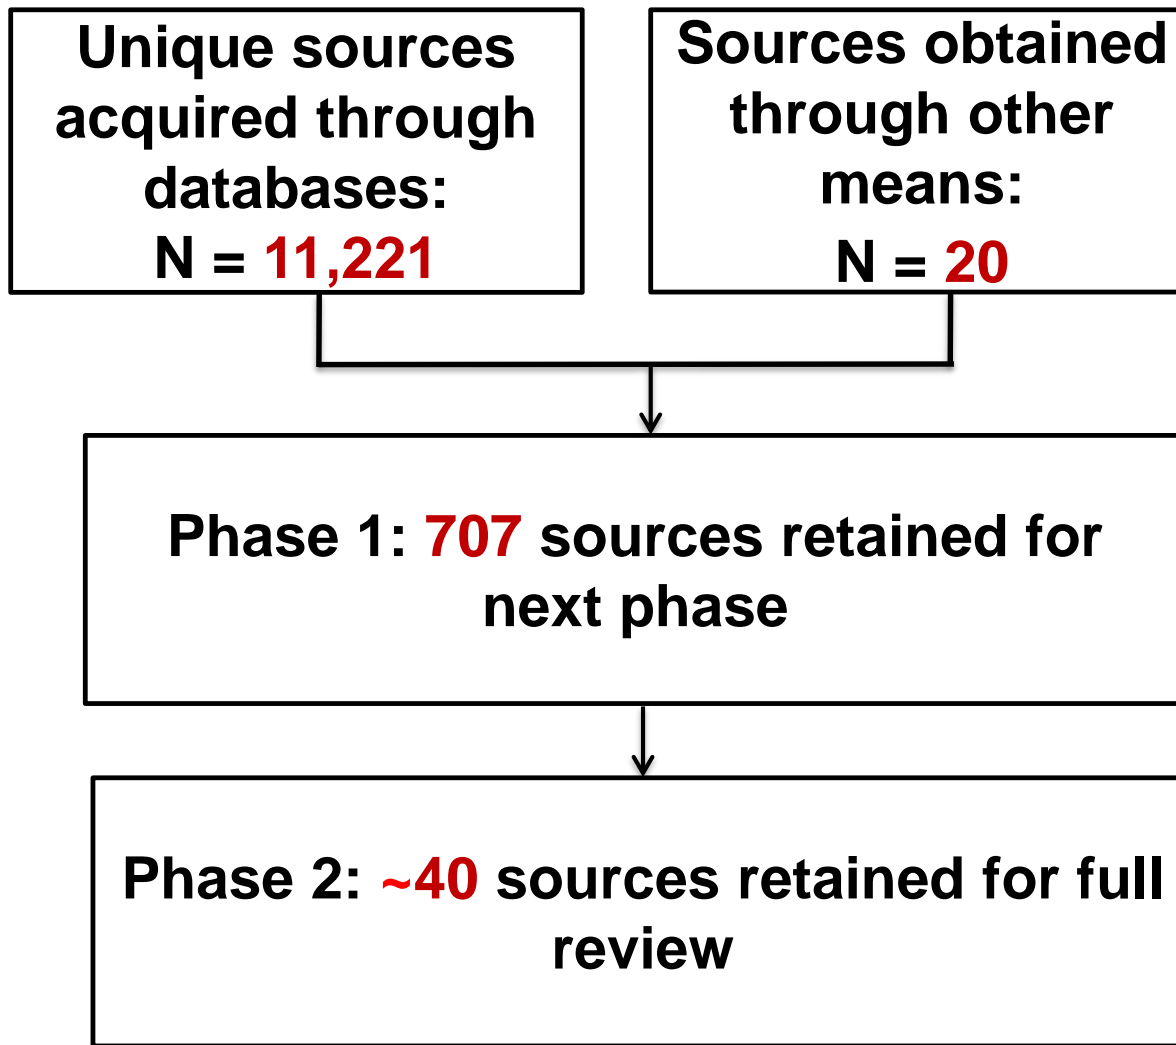 Unique sources
acquired through
databases:
N = 11,221
Sources obtained
through other
means:
N = 20
Phase 1: 707 sources retained for
next phase
Phase 2: ~40 sources retained for full
review